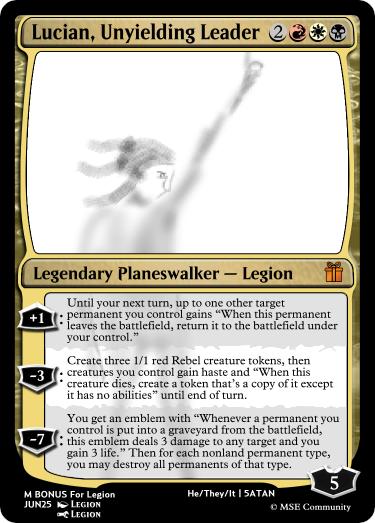 Lucian, Unyielding Leader 2
Legendary Planeswalker — Legion
+1: Until your next turn, up to one other target
permanent you control gains “When this permanent
leaves the battlefield, return it to the battlefield under
your control.”
-3: Create three 1/1 red Rebel creature tokens, then
creatures you control gain haste and “When this
creature dies, create a token that's a copy of it except
it has no abilities” until end of turn.
-7: You get an emblem with “Whenever a permanent you
control is put into a graveyard from the battlefield,
this emblem deals 3 damage to any target and you
gain 3 life.” Then for each nonland permanent type,
you may destroy all permanents of that type.
5
M BONUS For Legion He/They/It | 5ATAN
JUN25 Legion © MSE Community
Legion